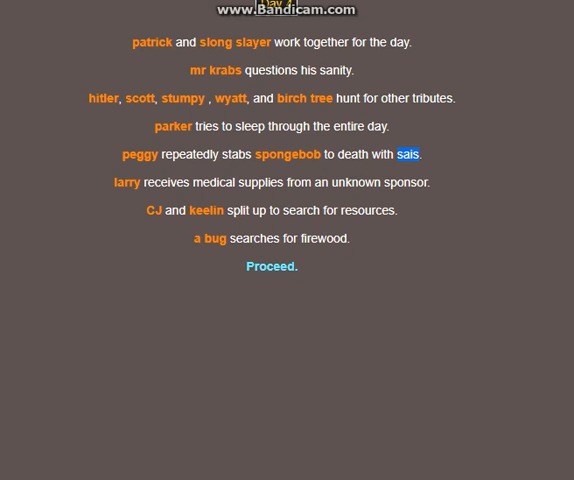 www.Bandicam.com
patrick and slong slayer work together for the day.
mr krabs questions his sanity.
hitler, scott, stumpy , wyatt, and birch tree hunt for other tributes.
parker tries to sleep through the entire day.
peggy repeatedly stabs spongebob to death with sais.
larry receives medical supplies from an unknown sponsor.
CJ and keelin split up to search for resources.
a bug searches for firewood.
Proceed.